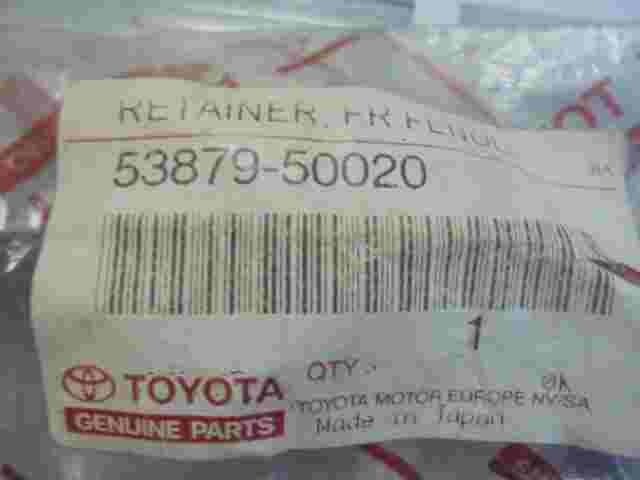 RETAINER, FR
53879-50020
1
QTY
TOYOTA
GENUINE PARTS
TOYOTA MOTOR EUROPE NV/SA
Made in Japan